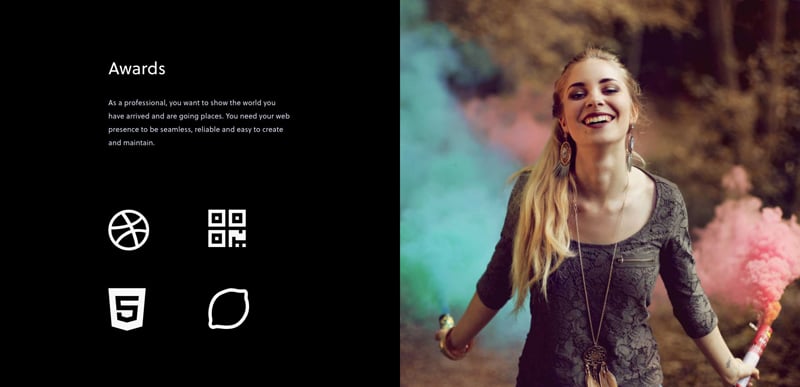 Awards
As a professional, you want to show the world you
have arrived and are going places. You need your web
presence to be seamless, reliable and easy to create
and maintain.
5